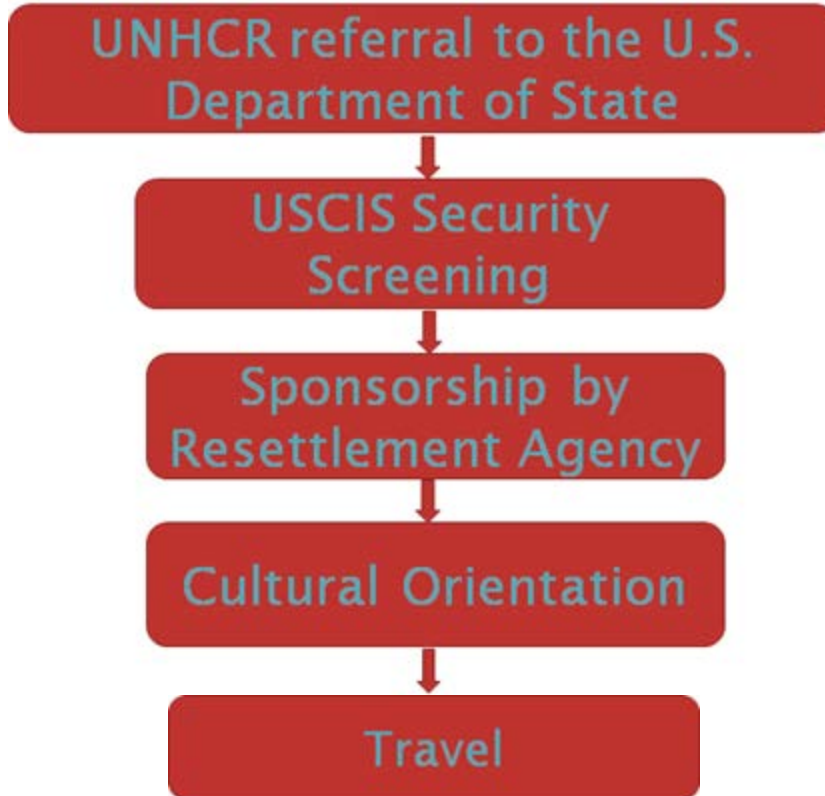 UNHCR referral to the U.S.
Department of State
USCIS Security
Screening
Sponsorship by
Resettlement Agency
Cultural Orientation
Travel